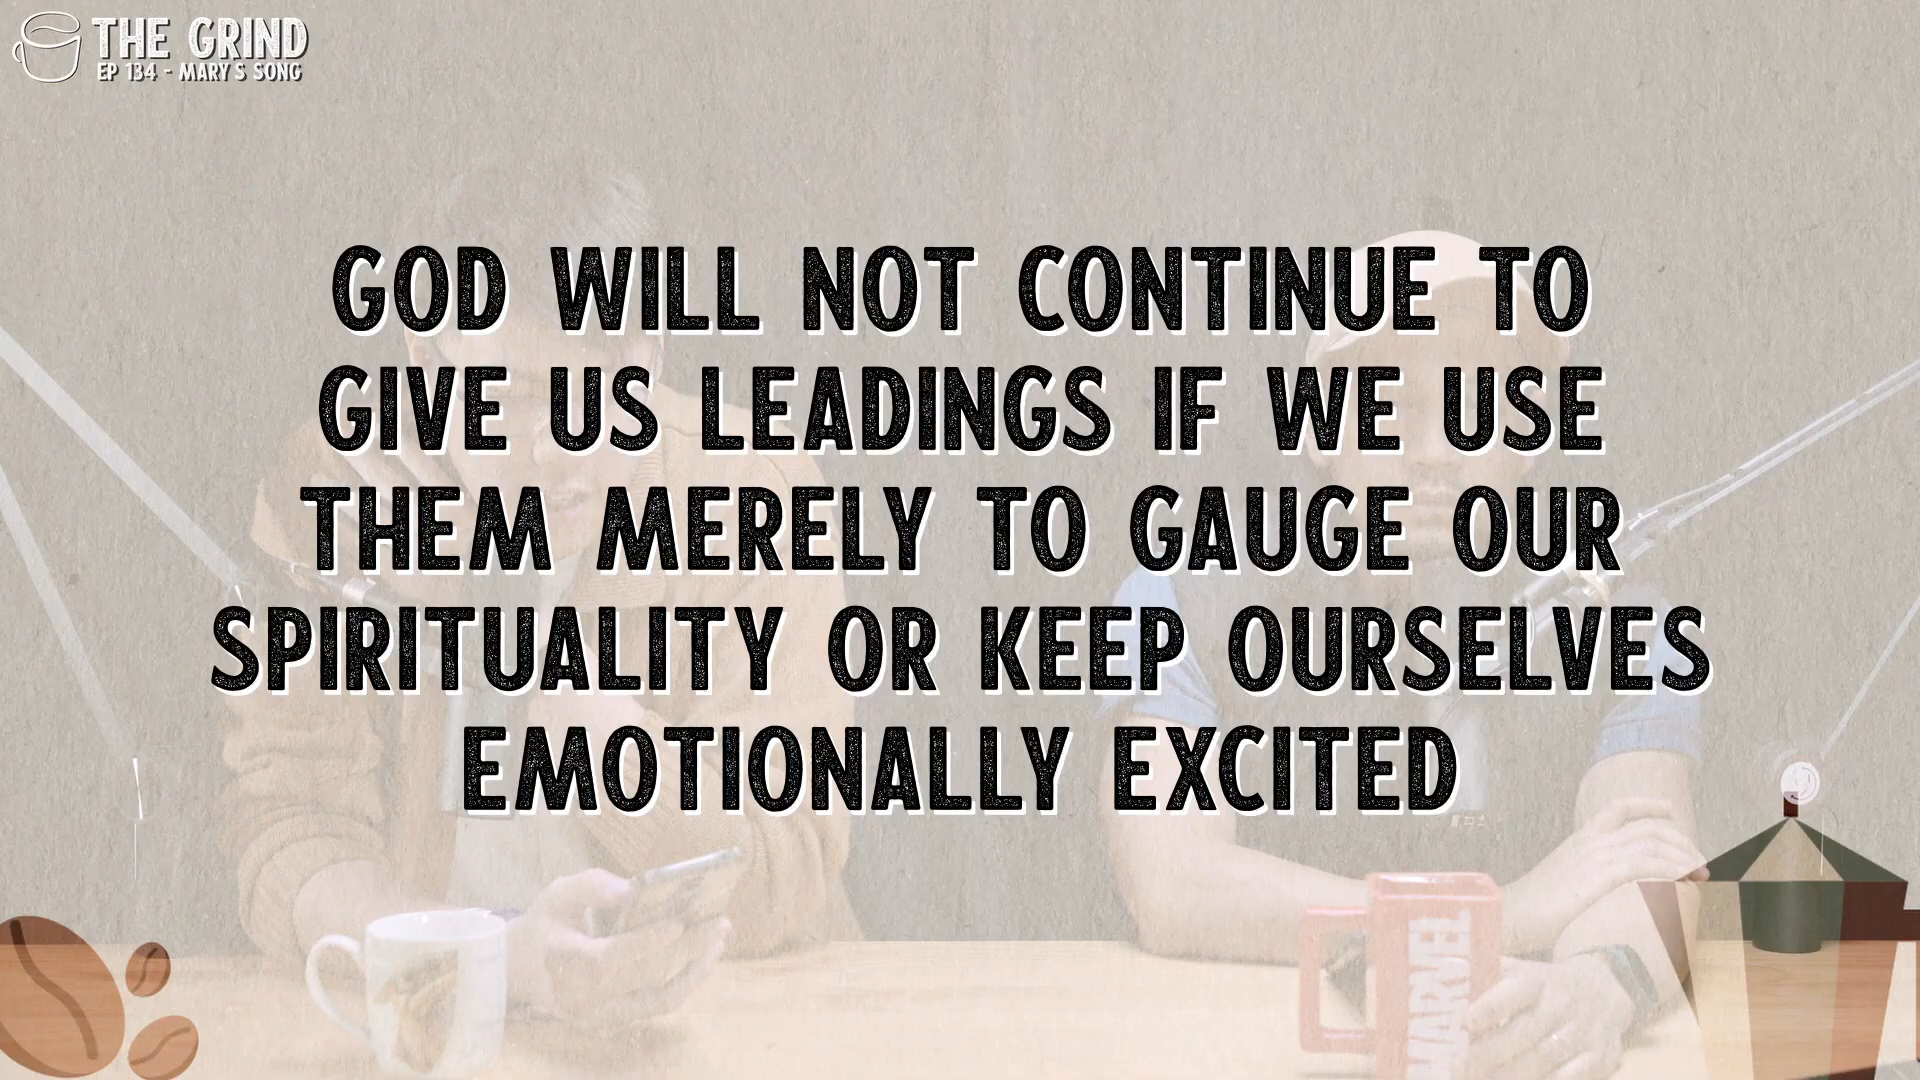 THE GRIND
EP 134 - MARY'S SONG
GOD WILL NOT CONTINUE TO
GIVE US LEADINGS IF WE USE
THEM MERELY TO GAUGE OUR
SPIRITUALITY OR KEEP OURSELVES
EMOTIONALLY EXCITED
MARVEL